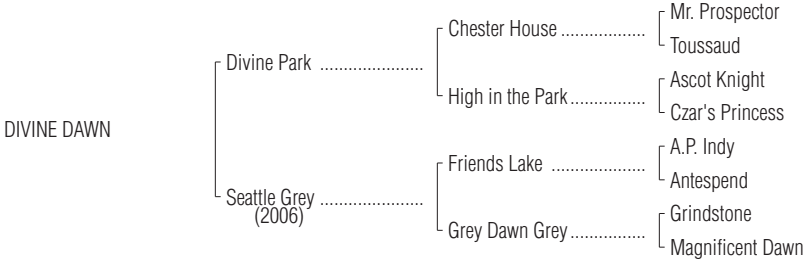 Mr. Prospector
Chester House ..................
Toussaud
Divine Park ......................
Ascot Knight
High in the Park................
Czar's Princess
DIVINE DAWN
A.P. Indy
Friends Lake ....................
Antespend
Seattle Grey ......................
(2006)
Grindstone
Grey Dawn Grey................
Magnificent Dawn